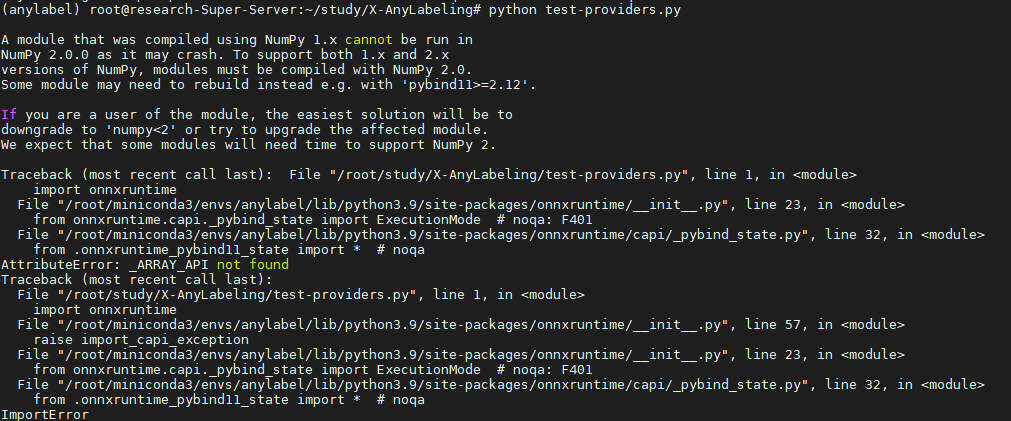 (anylabel) root@research-Super-Server:~/study/X-AnyLabeling# python test-providers.py
A module that was compiled using NumPy 1.x cannot be run in
NumPy 2.0.0 as it may crash. To support both 1.x and 2.x
versions of NumPy, modules must be compiled with NumPy 2.0.
Some module may need to rebuild instead e.g. with 'pybind11>=2.12'.
If you are a user of the module, the easiest solution will be to
downgrade to 'numpy<2' or try to upgrade the affected module.
We expect that some modules will need time to support NumPy 2.
Traceback (most recent call last):  File "/root/study/X-AnyLabeling/test-providers.py", line 1, in <module>
    import onnxruntime
  File "/root/miniconda3/envs/anylabel/lib/python3.9/site-packages/onnxruntime/__init__.py", line 23, in <module>
    from onnxruntime.capi._pybind_state import ExecutionMode  # noqa: F401
  File "/root/miniconda3/envs/anylabel/lib/python3.9/site-packages/onnxruntime/capi/_pybind_state.py", line 32, in <module>
    from .onnxruntime_pybind11_state import *  # noqa
AttributeError: _ARRAY_API not found
Traceback (most recent call last):
  File "/root/study/X-AnyLabeling/test-providers.py", line 1, in <module>
    import onnxruntime
  File "/root/miniconda3/envs/anylabel/lib/python3.9/site-packages/onnxruntime/__init__.py", line 57, in <module>
    raise import_capi_exception
  File "/root/miniconda3/envs/anylabel/lib/python3.9/site-packages/onnxruntime/__init__.py", line 23, in <module>
    from onnxruntime.capi._pybind_state import ExecutionMode  # noqa: F401
  File "/root/miniconda3/envs/anylabel/lib/python3.9/site-packages/onnxruntime/capi/_pybind_state.py", line 32, in <module>
    from .onnxruntime_pybind11_state import *  # noqa
ImportError